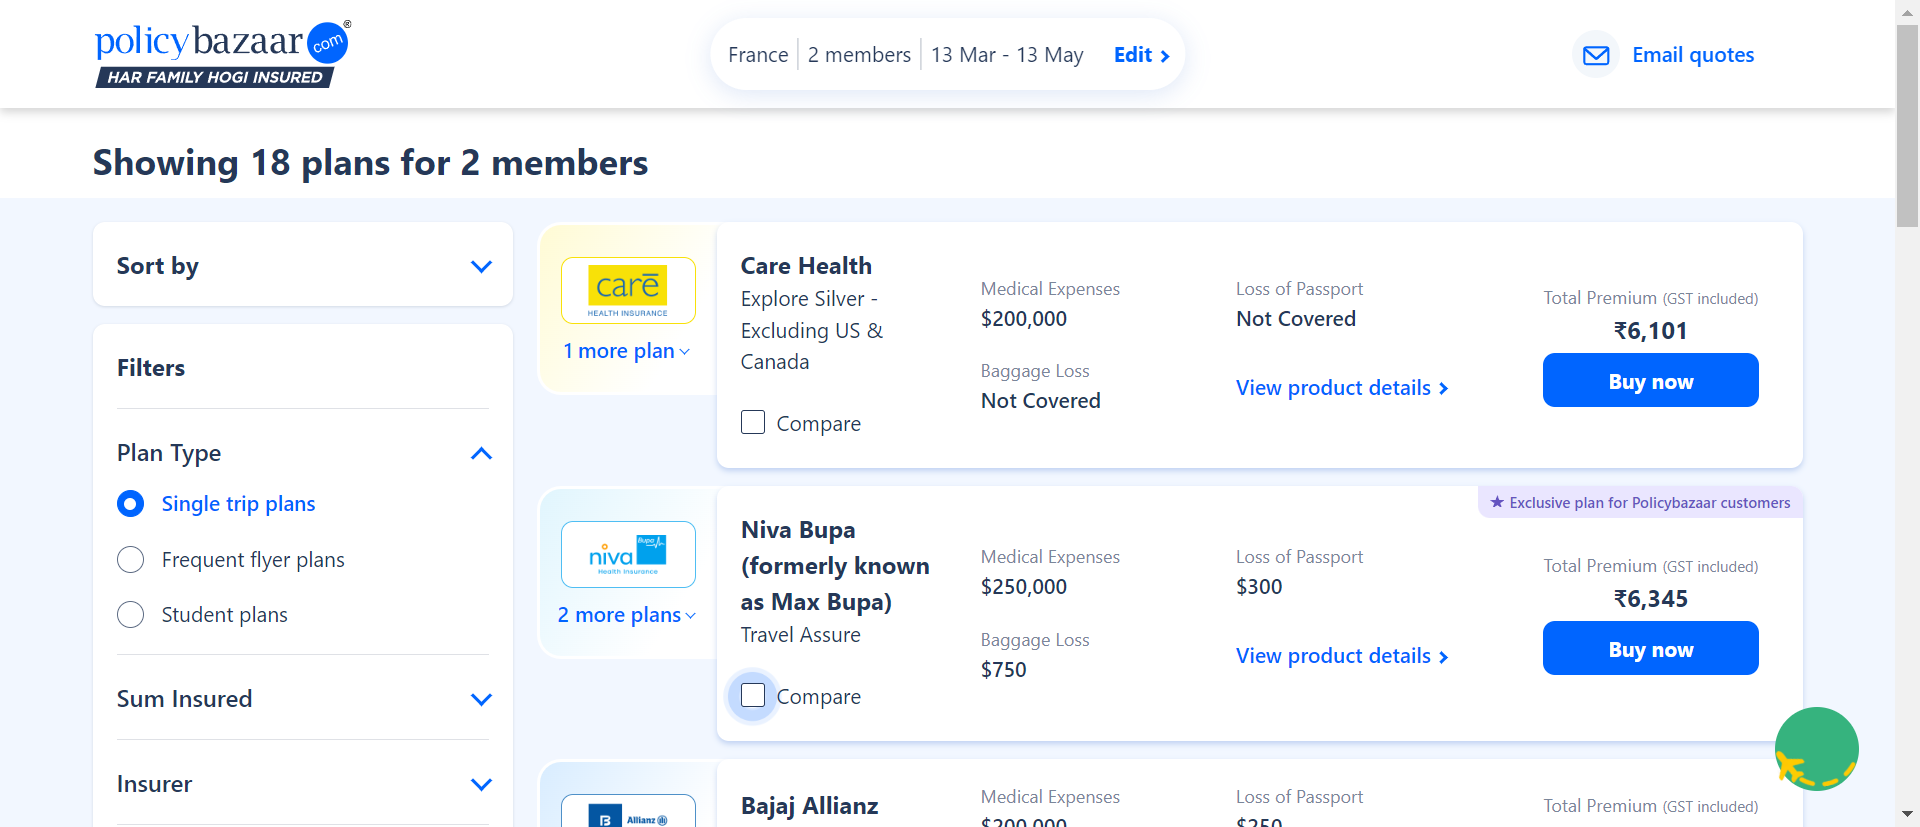 policybazaar.com®
HAR FAMILY HOGI INSURED
France
2 members
13 Mar - 13 May
Edit
Email quotes
Showing 18 plans for 2 members
Sort by
Filters
Plan Type
Single trip plans
Frequent flyer plans
Student plans
Sum Insured
Insurer
care
HEALTH INSURANCE
1 more plan
Care Health
Explore Silver -
Excluding US &
Canada
Compare
Medical Expenses
$200,000
Baggage Loss
Not Covered
Loss of Passport
Not Covered
View product details
Total Premium (GST included)
₹6,101
Buy now
Exclusive plan for Policybazaar customers
niva Bupa
Health Insurance
2 more plans
Niva Bupa
(formerly known
as Max Bupa)
Travel Assure
Compare
Medical Expenses
$250,000
Baggage Loss
$750
Loss of Passport
$300
View product details
Total Premium (GST included)
₹6,345
Buy now
B Allianz
Bajaj Allianz
Medical Expenses
$200,000
Loss of Passport
$250
Total Premium (GST included)